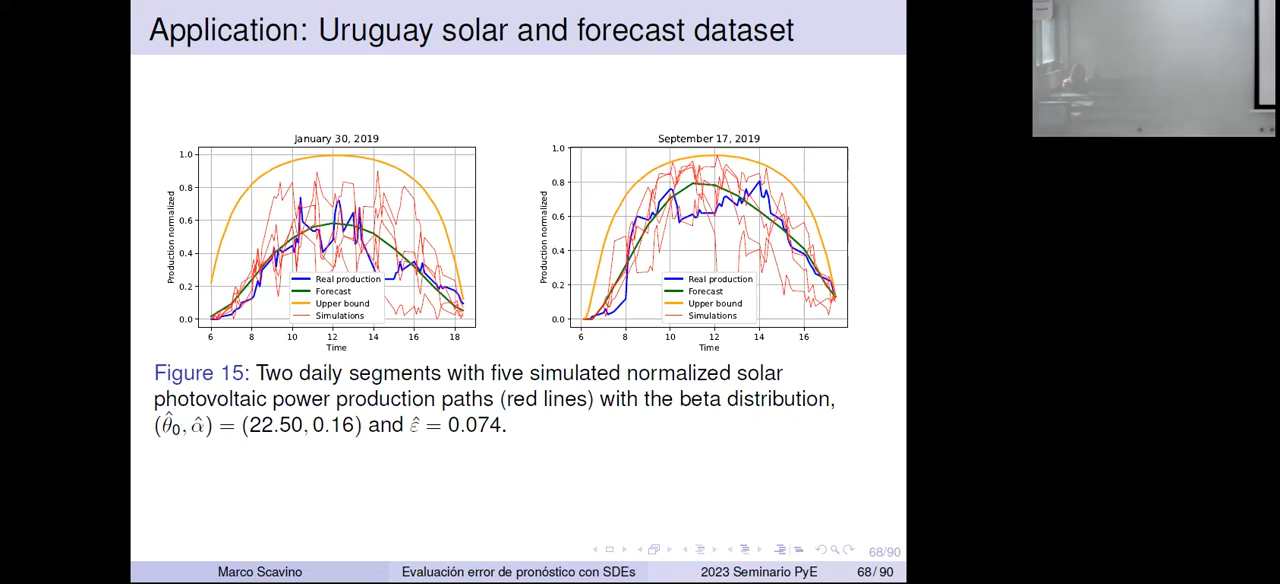 Application: Uruguay solar and forecast dataset
January 30, 2019
Production normalized
1.0
0.8
0.6
0.4
0.2
0.0
6 8 10 12 14 16 18
Time
Real production
Forecast
Upper bound
Simulations
September 17, 2019
Production normalized
1.0
0.8
0.6
0.4
0.2
0.0
6 8 10 12 14 16
Time
Real production
Forecast
Upper bound
Simulations
Figure 15: Two daily segments with five simulated normalized solar
photovoltaic power production paths (red lines) with the beta distribution,
(θ̂₀, α̂) = (22.50, 0.16) and ε̂ = 0.074.
68/90
Marco Scavino Evaluación error de pronóstico con SDEs 2023 Seminario PyE 68 / 90